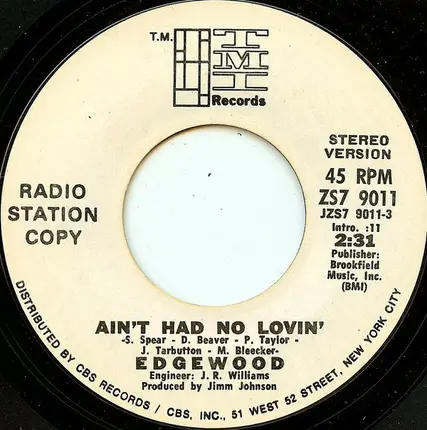 T.M.
TMI
Records
STEREO
VERSION
RADIO
STATION
COPY
45 RPM
ZS7 9011
JZS7 9011-3
Intro. :11
2:31
Publisher:
Brookfield
Music, Inc.
(BMI)
AIN'T HAD NO LOVIN'
-S. Spear - D. Beaver - P. Taylor -
J. Tarbutton - M. Bleecker-
EDGEWOOD
Engineer: J. R. Williams
Produced by Jimm Johnson
DISTRIBUTED BY CBS RECORDS / CBS, INC., 51 WEST 52 STREET, NEW YORK CITY